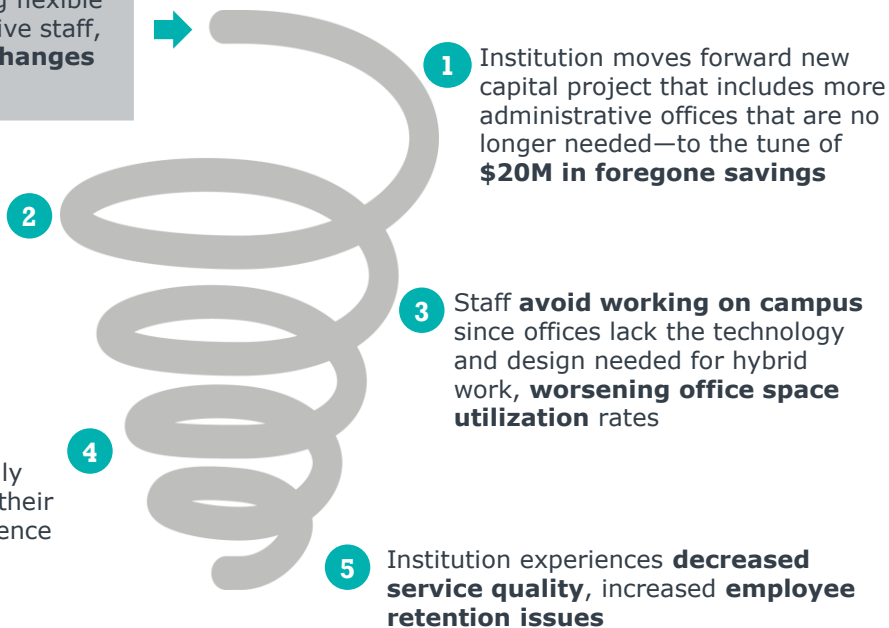 flexible
ive staff,
hanges
1
Institution moves forward new
capital project that includes more
administrative offices that are no
longer needed—to the tune of
$20M in foregone savings
2
3
Staff avoid working on campus
since offices lack the technology
and design needed for hybrid
work, worsening office space
utilization rates
4
ly
their
ence
5
Institution experiences decreased
service quality, increased employee
retention issues